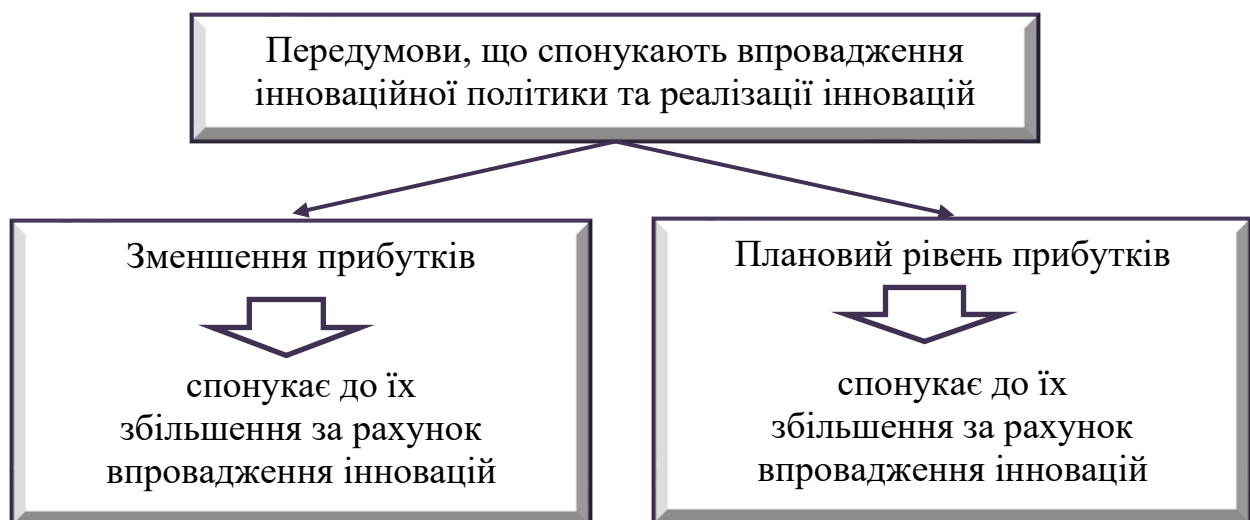 Передумови, що спонукають впровадження
інноваційної політики та реалізації інновацій
Зменшення прибутків
спонукає до їх
збільшення за рахунок
впровадження інновацій
Плановий рівень прибутків
спонукає до їх
збільшення за рахунок
впровадження інновацій